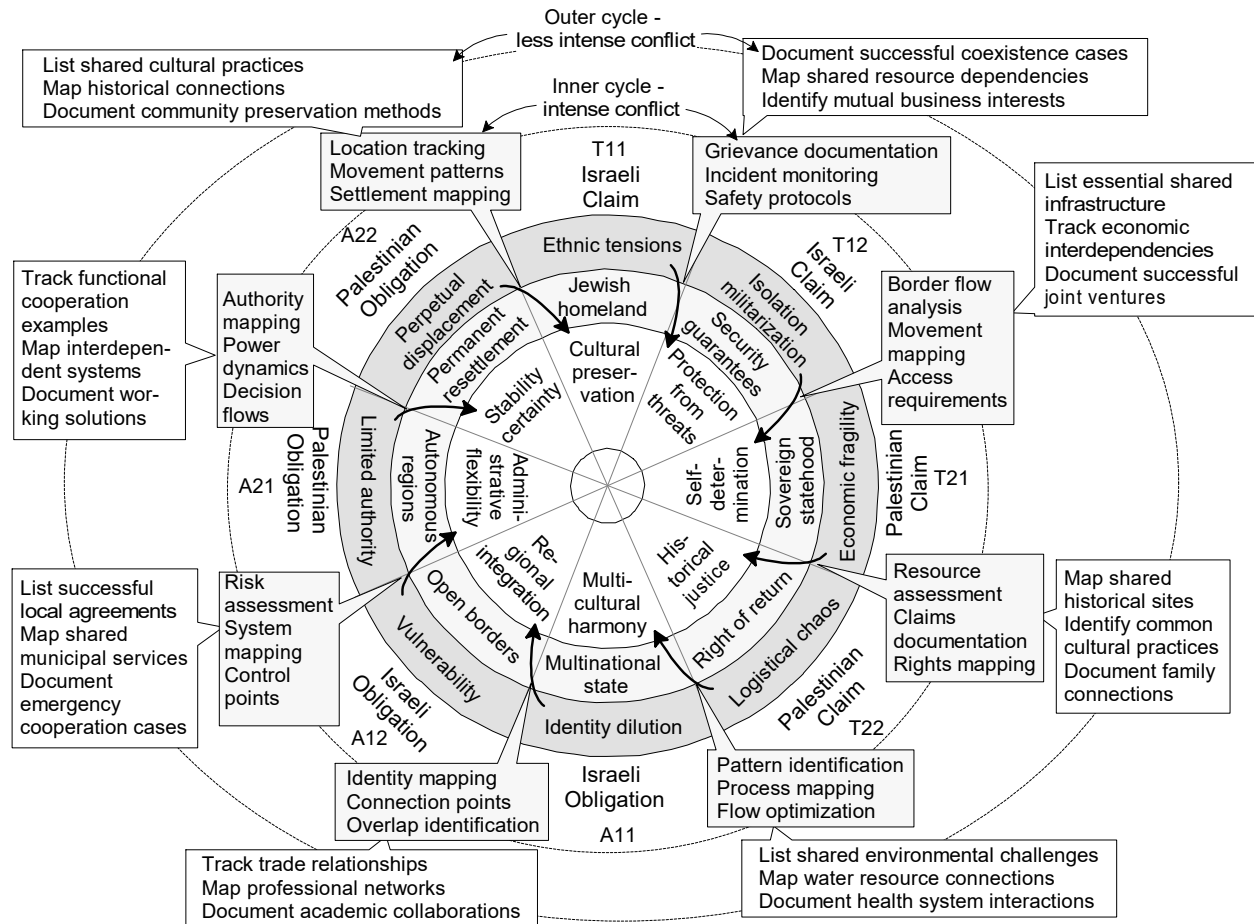 Outer cycle -
less intense conflict
List shared cultural practices
Map historical connections
Document community preservation methods
Document successful coexistence cases
Map shared resource dependencies
Identify mutual business interests
Inner cycle -
intense conflict
Location tracking
Movement patterns
Settlement mapping
T11
Israeli
Claim
Grievance documentation
Incident monitoring
Safety protocols
List essential shared
infrastructure
Track economic
interdependencies
Document successful
joint ventures
A22
Palestinian
Obligation
T12
Israeli
Claim
Track functional
cooperation
examples
Map interdepen-
dent systems
Document wor-
king solutions
Authority
mapping
Power
dynamics
Decision
flows
Border flow
analysis
Movement
mapping
Access
requirements
Ethnic tensions
Jewish
homeland
Cultural
preser-
vation
Isolation
militarization
Security
guarantees
Protection
from
threats
Economic fragility
Sovereign
statehood
Self-
deter-
mination
T21
Palestinian
Claim
Perpetual
displacement
Permanent
resettlement
Stability
certainty
A21
Palestinian
Obligation
Limited authority
Autonomous
regions
Admini-
strative
flexibility
Logistical chaos
Right of return
His-
torical
justice
Palestinian
Claim
T22
Identity dilution
Multinational
state
Multi-
cultural
harmony
Israeli
Obligation
A11
Vulnerability
Open borders
Re-
gional
integration
Israeli
Obligation
A12
List successful
local agreements
Map shared
municipal services
Document
emergency
cooperation cases
Risk
assessment
System
mapping
Control
points
Resource
assessment
Claims
documentation
Rights mapping
Map shared
historical sites
Identify common
cultural practices
Document family
connections
Identity mapping
Connection points
Overlap identification
Pattern identification
Process mapping
Flow optimization
Track trade relationships
Map professional networks
Document academic collaborations
List shared environmental challenges
Map water resource connections
Document health system interactions